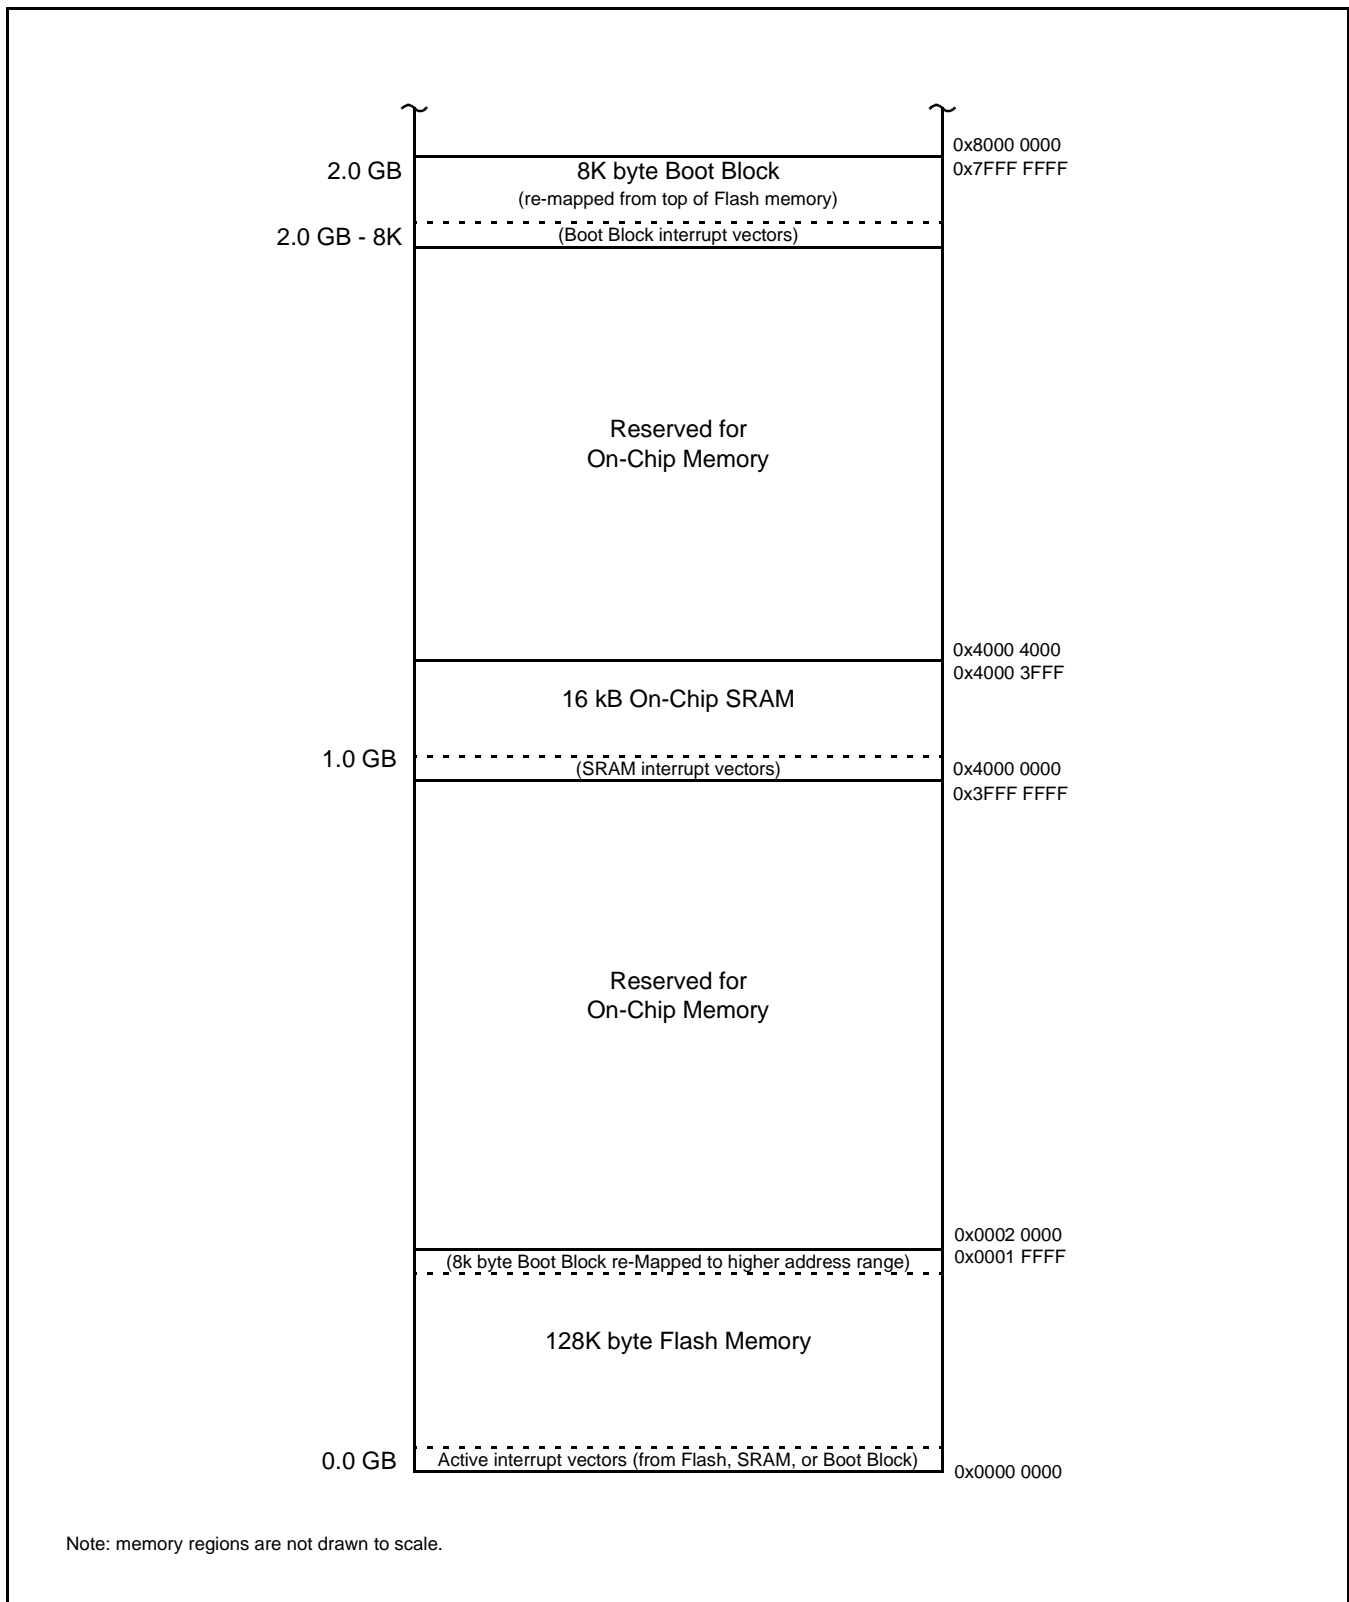 0x8000 0000
2.0 GB
8K byte Boot Block
0x7FFF FFFF
(re-mapped from top of Flash memory)
2.0 GB - 8K
(Boot Block interrupt vectors)
Reserved for
On-Chip Memory
0x4000 4000
0x4000 3FFF
16 kB On-Chip SRAM
1.0 GB
(SRAM interrupt vectors)
0x4000 0000
0x3FFF FFFF
Reserved for
On-Chip Memory
0x0002 0000
(8k byte Boot Block re-Mapped to higher address range)
0x0001 FFFF
128K byte Flash Memory
0.0 GB
Active interrupt vectors (from Flash, SRAM, or Boot Block)
0x0000 0000
Note: memory regions are not drawn to scale.